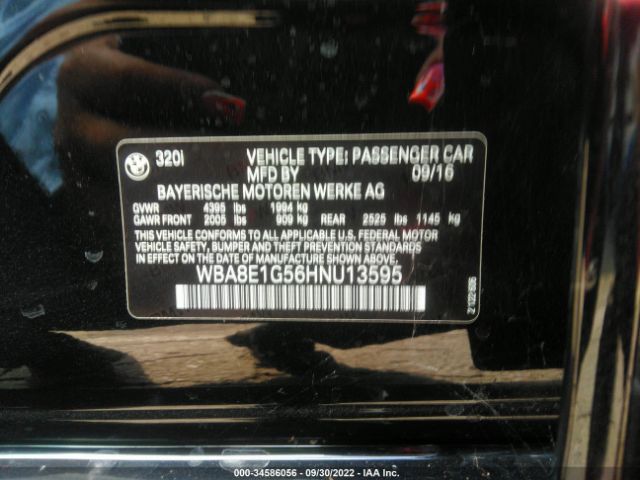 320I VEHICLE TYPE: PASSENGER CAR
MFD BY 09/16
BAYERISCHE MOTOREN WERKE AG
GVWR 4395 lbs 1994 kg
GAWR FRONT 2005 lbs 909 kg REAR 2525 lbs 1145 kg
THIS VEHICLE CONFORMS TO ALL APPLICABLE U.S. FEDERAL MOTOR
VEHICLE SAFETY, BUMPER AND THEFT PREVENTION STANDARDS
IN EFFECT ON THE DATE OF MANUFACTURE SHOWN ABOVE.
WBA8E1G56HNU13595
000-34586056 - 09/30/2022 - IAA Inc.